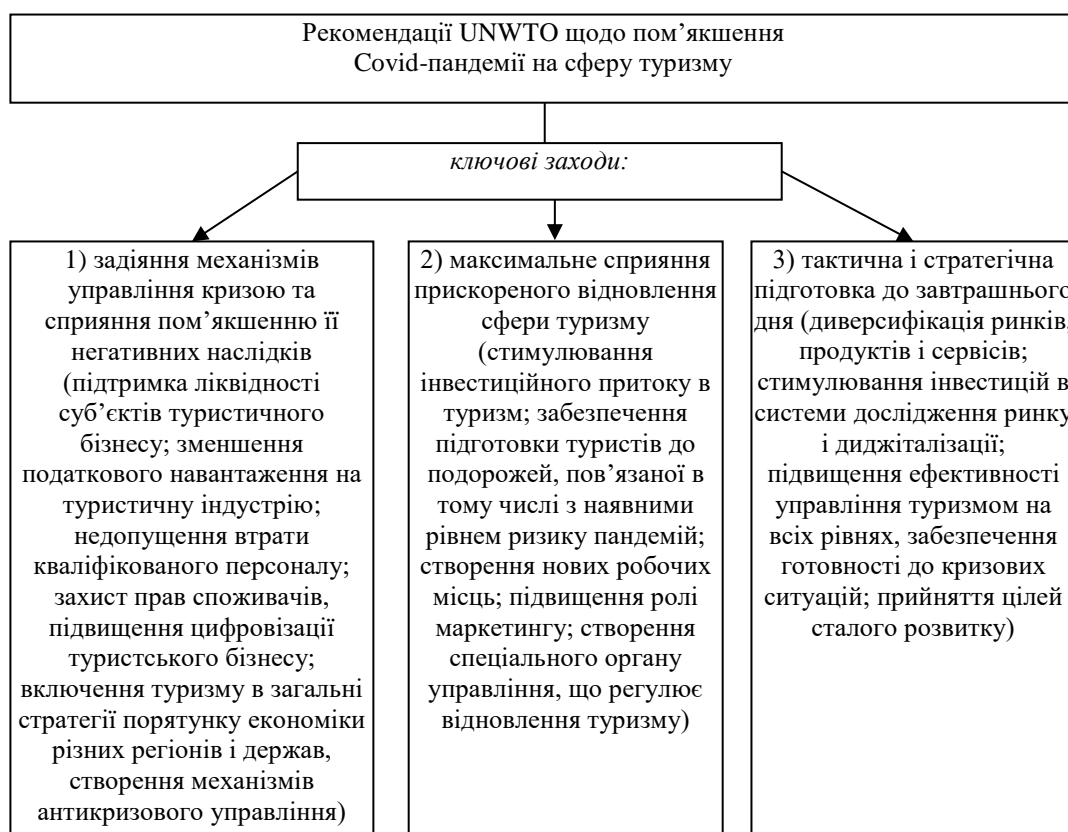 Рекомендації UNWTO щодо пом’якшення
Covid-пандемії на сферу туризму
ключові заходи:
1) задіяння механізмів
управління кризою та
сприяння пом’якшенню її
негативних наслідків
(підтримка ліквідності
суб’єктів туристичного
бізнесу; зменшення
податкового навантаження на
туристичну індустрію;
недопущення втрати
кваліфікованого персоналу;
захист прав споживачів,
підвищення цифровізації
туристського бізнесу;
включення туризму в загальні
стратегії порятунку економіки
різних регіонів і держав,
створення механізмів
антикризового управління)
2) максимальне сприяння
прискореного відновлення
сфери туризму
(стимулювання
інвестиційного притоку в
туризм; забезпечення
підготовки туристів до
подорожей, пов’язаної в
тому числі з наявними
рівнем ризику пандемій;
створення нових робочих
місць; підвищення ролі
маркетингу; створення
спеціального органу
управління, що регулює
відновлення туризму)
3) тактична і стратегічна
підготовка до завтрашнього
дня (диверсифікація ринків,
продуктів і сервісів;
стимулювання інвестицій в
системи дослідження ринку
і диджіталізації;
підвищення ефективності
управління туризмом на
всіх рівнях, забезпечення
готовності до кризових
ситуацій; прийняття цілей
сталого розвитку)